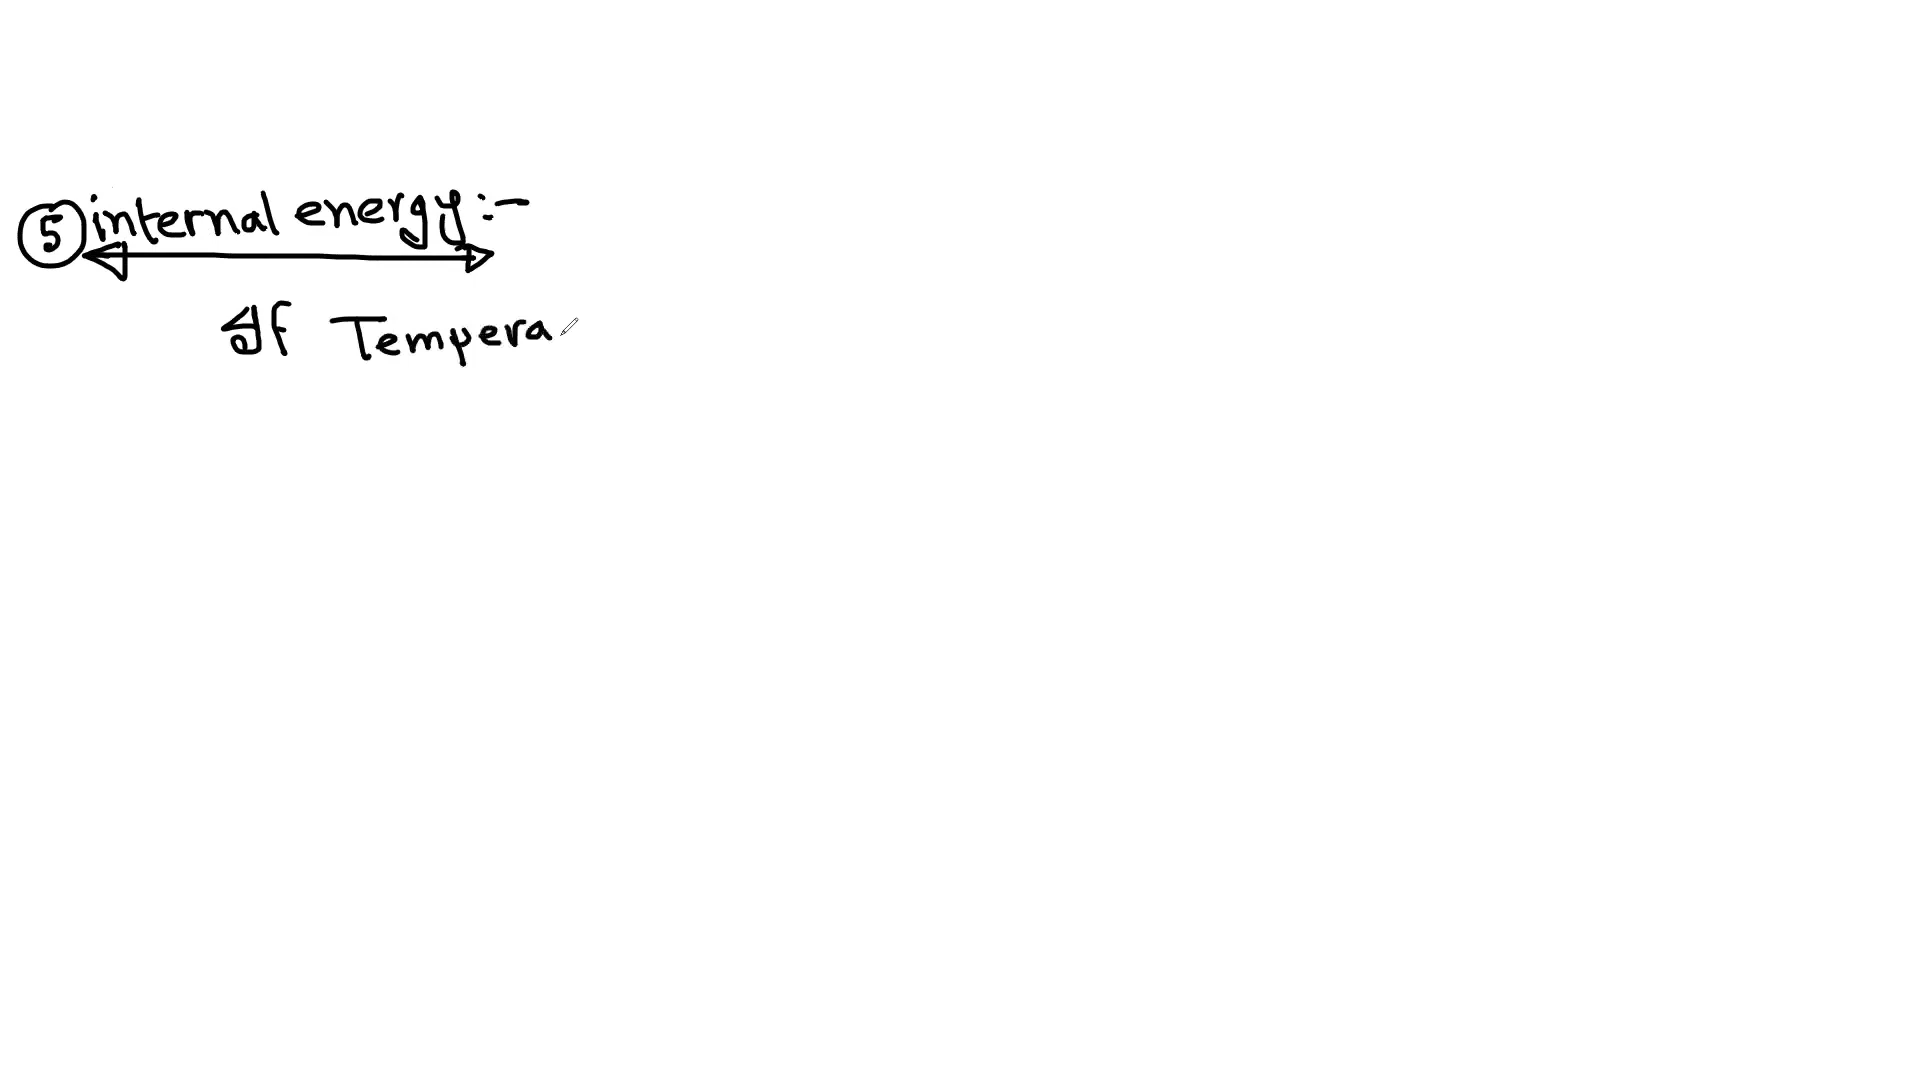 ⑤ internal energy :-
If Tempera